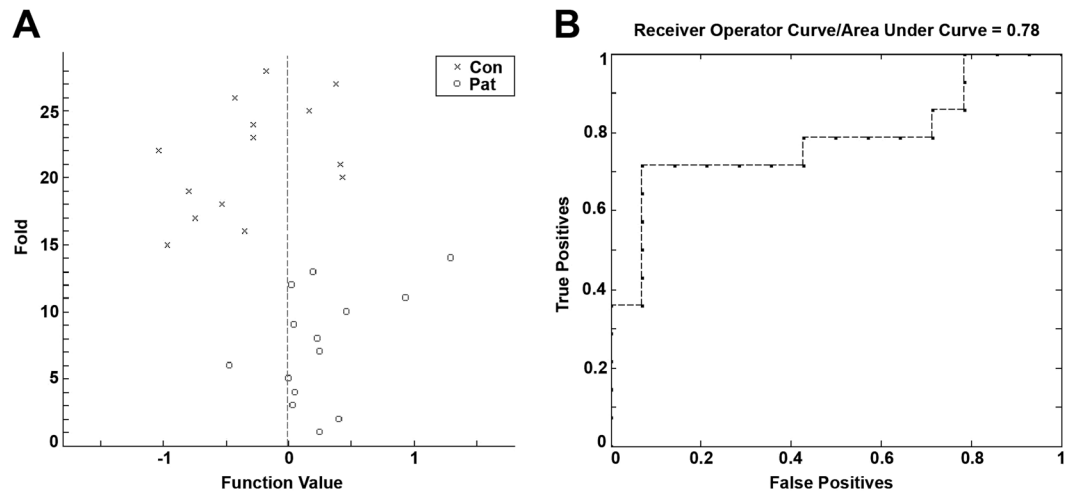 A
Con
Pat
25
20
15
10
5
0
Fold
-1
0
1
Function Value
B
Receiver Operator Curve/Area Under Curve = 0.78
1
0.8
0.6
0.4
0.2
0
True Positives
0
0.2
0.4
0.6
0.8
1
False Positives